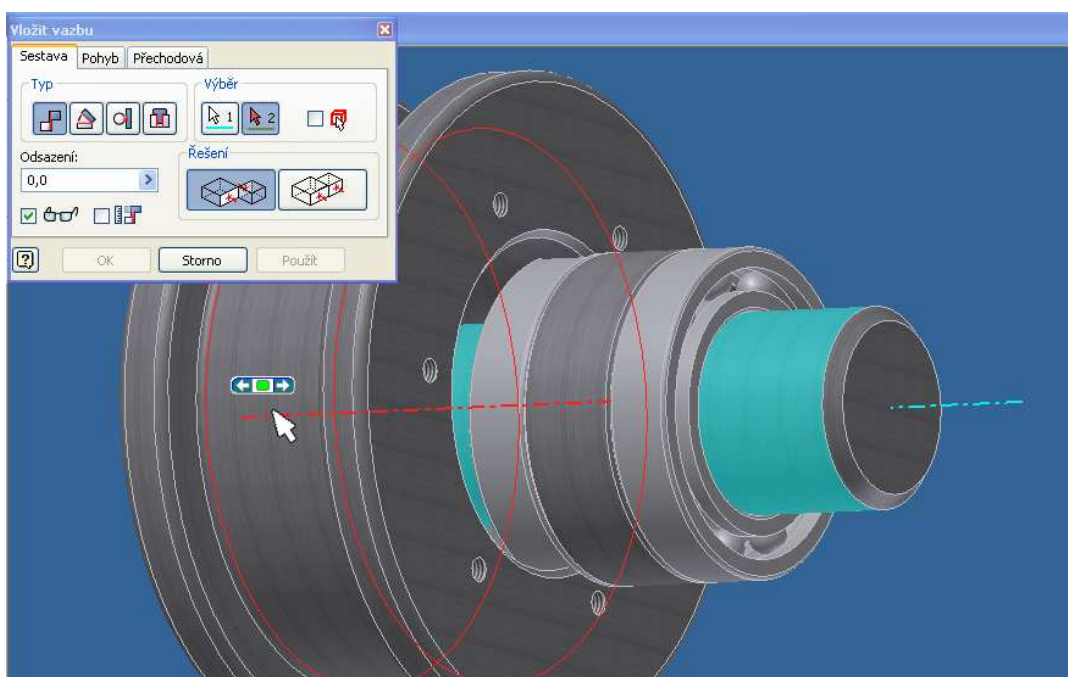 Vložit vazbu
Sestava Pohyb Přechodová
Typ Výběr
1 2
Odsazení: Řešení
0,0
OK Storno Použít